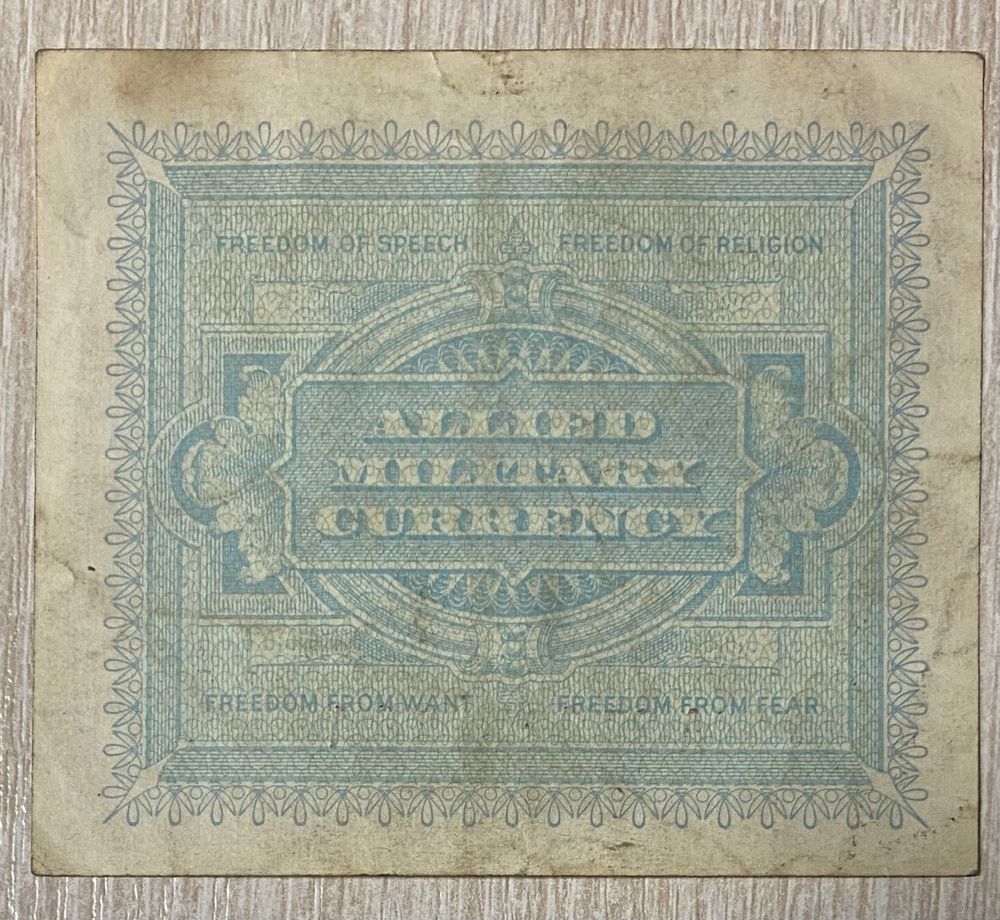 FREEDOM OF SPEECH FREEDOM OF RELIGION
ALLIED
MILITARY
CURRENCY
FREEDOM FROM WANT FREEDOM FROM FEAR